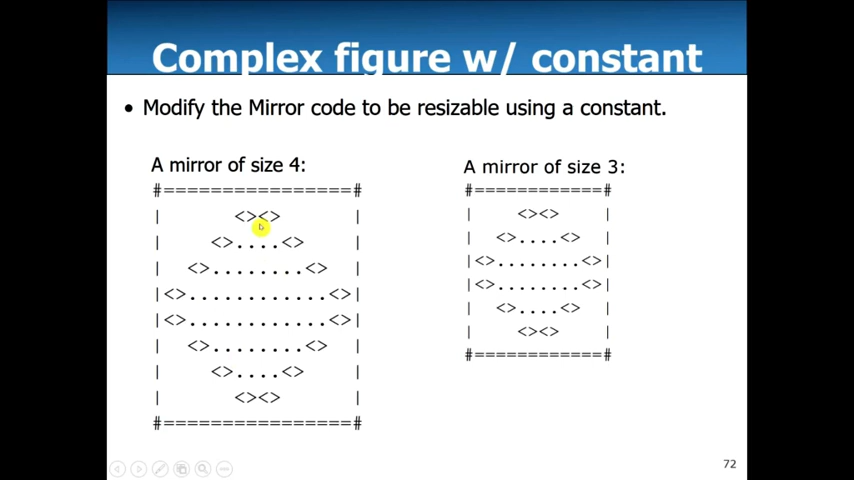 Complex figure w/ constant
• Modify the Mirror code to be resizable using a constant.
A mirror of size 4:
#================#
|      <><>      |
|    <>....<>    |
|  <>........<>  |
|<>............<>|
|<>............<>|
|  <>........<>  |
|    <>....<>    |
|      <><>      |
#================#
A mirror of size 3:
#============#
|    <><>    |
|  <>....<>  |
|<>........<>|
|<>........<>|
|  <>....<>  |
|    <><>    |
#============#
72